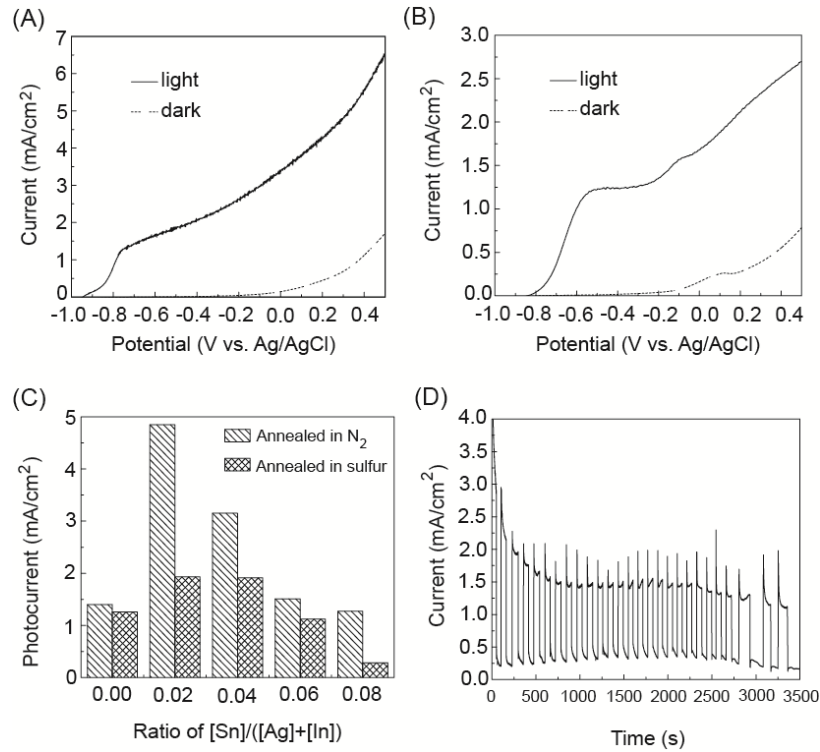 (A)
7
6
5
4
3
2
1
0
-1.0 -0.8 -0.6 -0.4 -0.2 0.0 0.2 0.4
Current (mA/cm²)
Potential (V vs. Ag/AgCl)
light
dark
(B)
3.0
2.5
2.0
1.5
1.0
0.5
0.0
-1.0 -0.8 -0.6 -0.4 -0.2 0.0 0.2 0.4
Current (mA/cm²)
Potential (V vs. Ag/AgCl)
light
dark
(C)
5
4
3
2
1
0
0.00 0.02 0.04 0.06 0.08
Photocurrent (mA/cm²)
Ratio of [Sn]/([Ag]+[In])
Annealed in N₂
Annealed in sulfur
(D)
4.0
3.5
3.0
2.5
2.0
1.5
1.0
0.5
0.0
0 500 1000 1500 2000 2500 3000 3500
Current (mA/cm²)
Time (s)